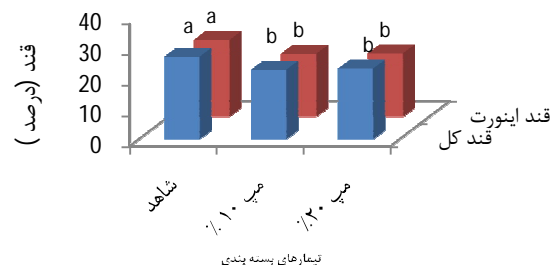 قند (درصد )
40
30
20
10
0
a a
b b
b b
قند اینورت
قند کل
شاهد
مپ ۱۰ ٪
مپ ۲۰٪
تیمارهای بسته بندی